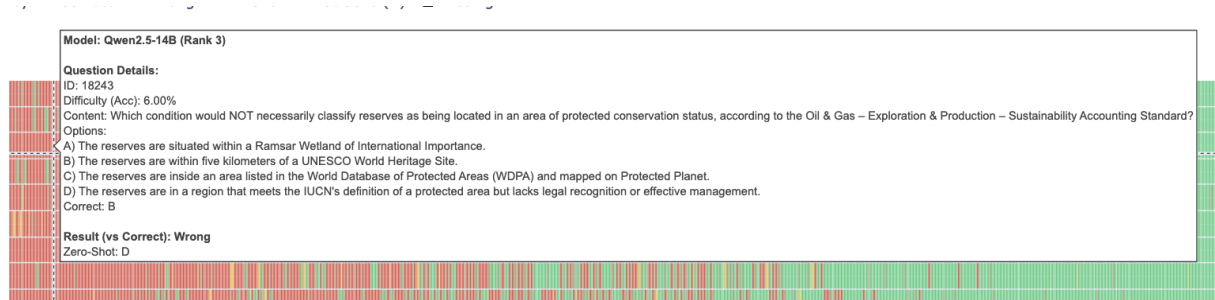 Model: Qwen2.5-14B (Rank 3)
Question Details:
ID: 18243
Difficulty (Acc): 6.00%
Content: Which condition would NOT necessarily classify reserves as being located in an area of protected conservation status, according to the Oil & Gas – Exploration & Production – Sustainability Accounting Standard?
Options:
A) The reserves are situated within a Ramsar Wetland of International Importance.
B) The reserves are within five kilometers of a UNESCO World Heritage Site.
C) The reserves are inside an area listed in the World Database of Protected Areas (WDPA) and mapped on Protected Planet.
D) The reserves are in a region that meets the IUCN's definition of a protected area but lacks legal recognition or effective management.
Correct: B
Result (vs Correct): Wrong
Zero-Shot: D